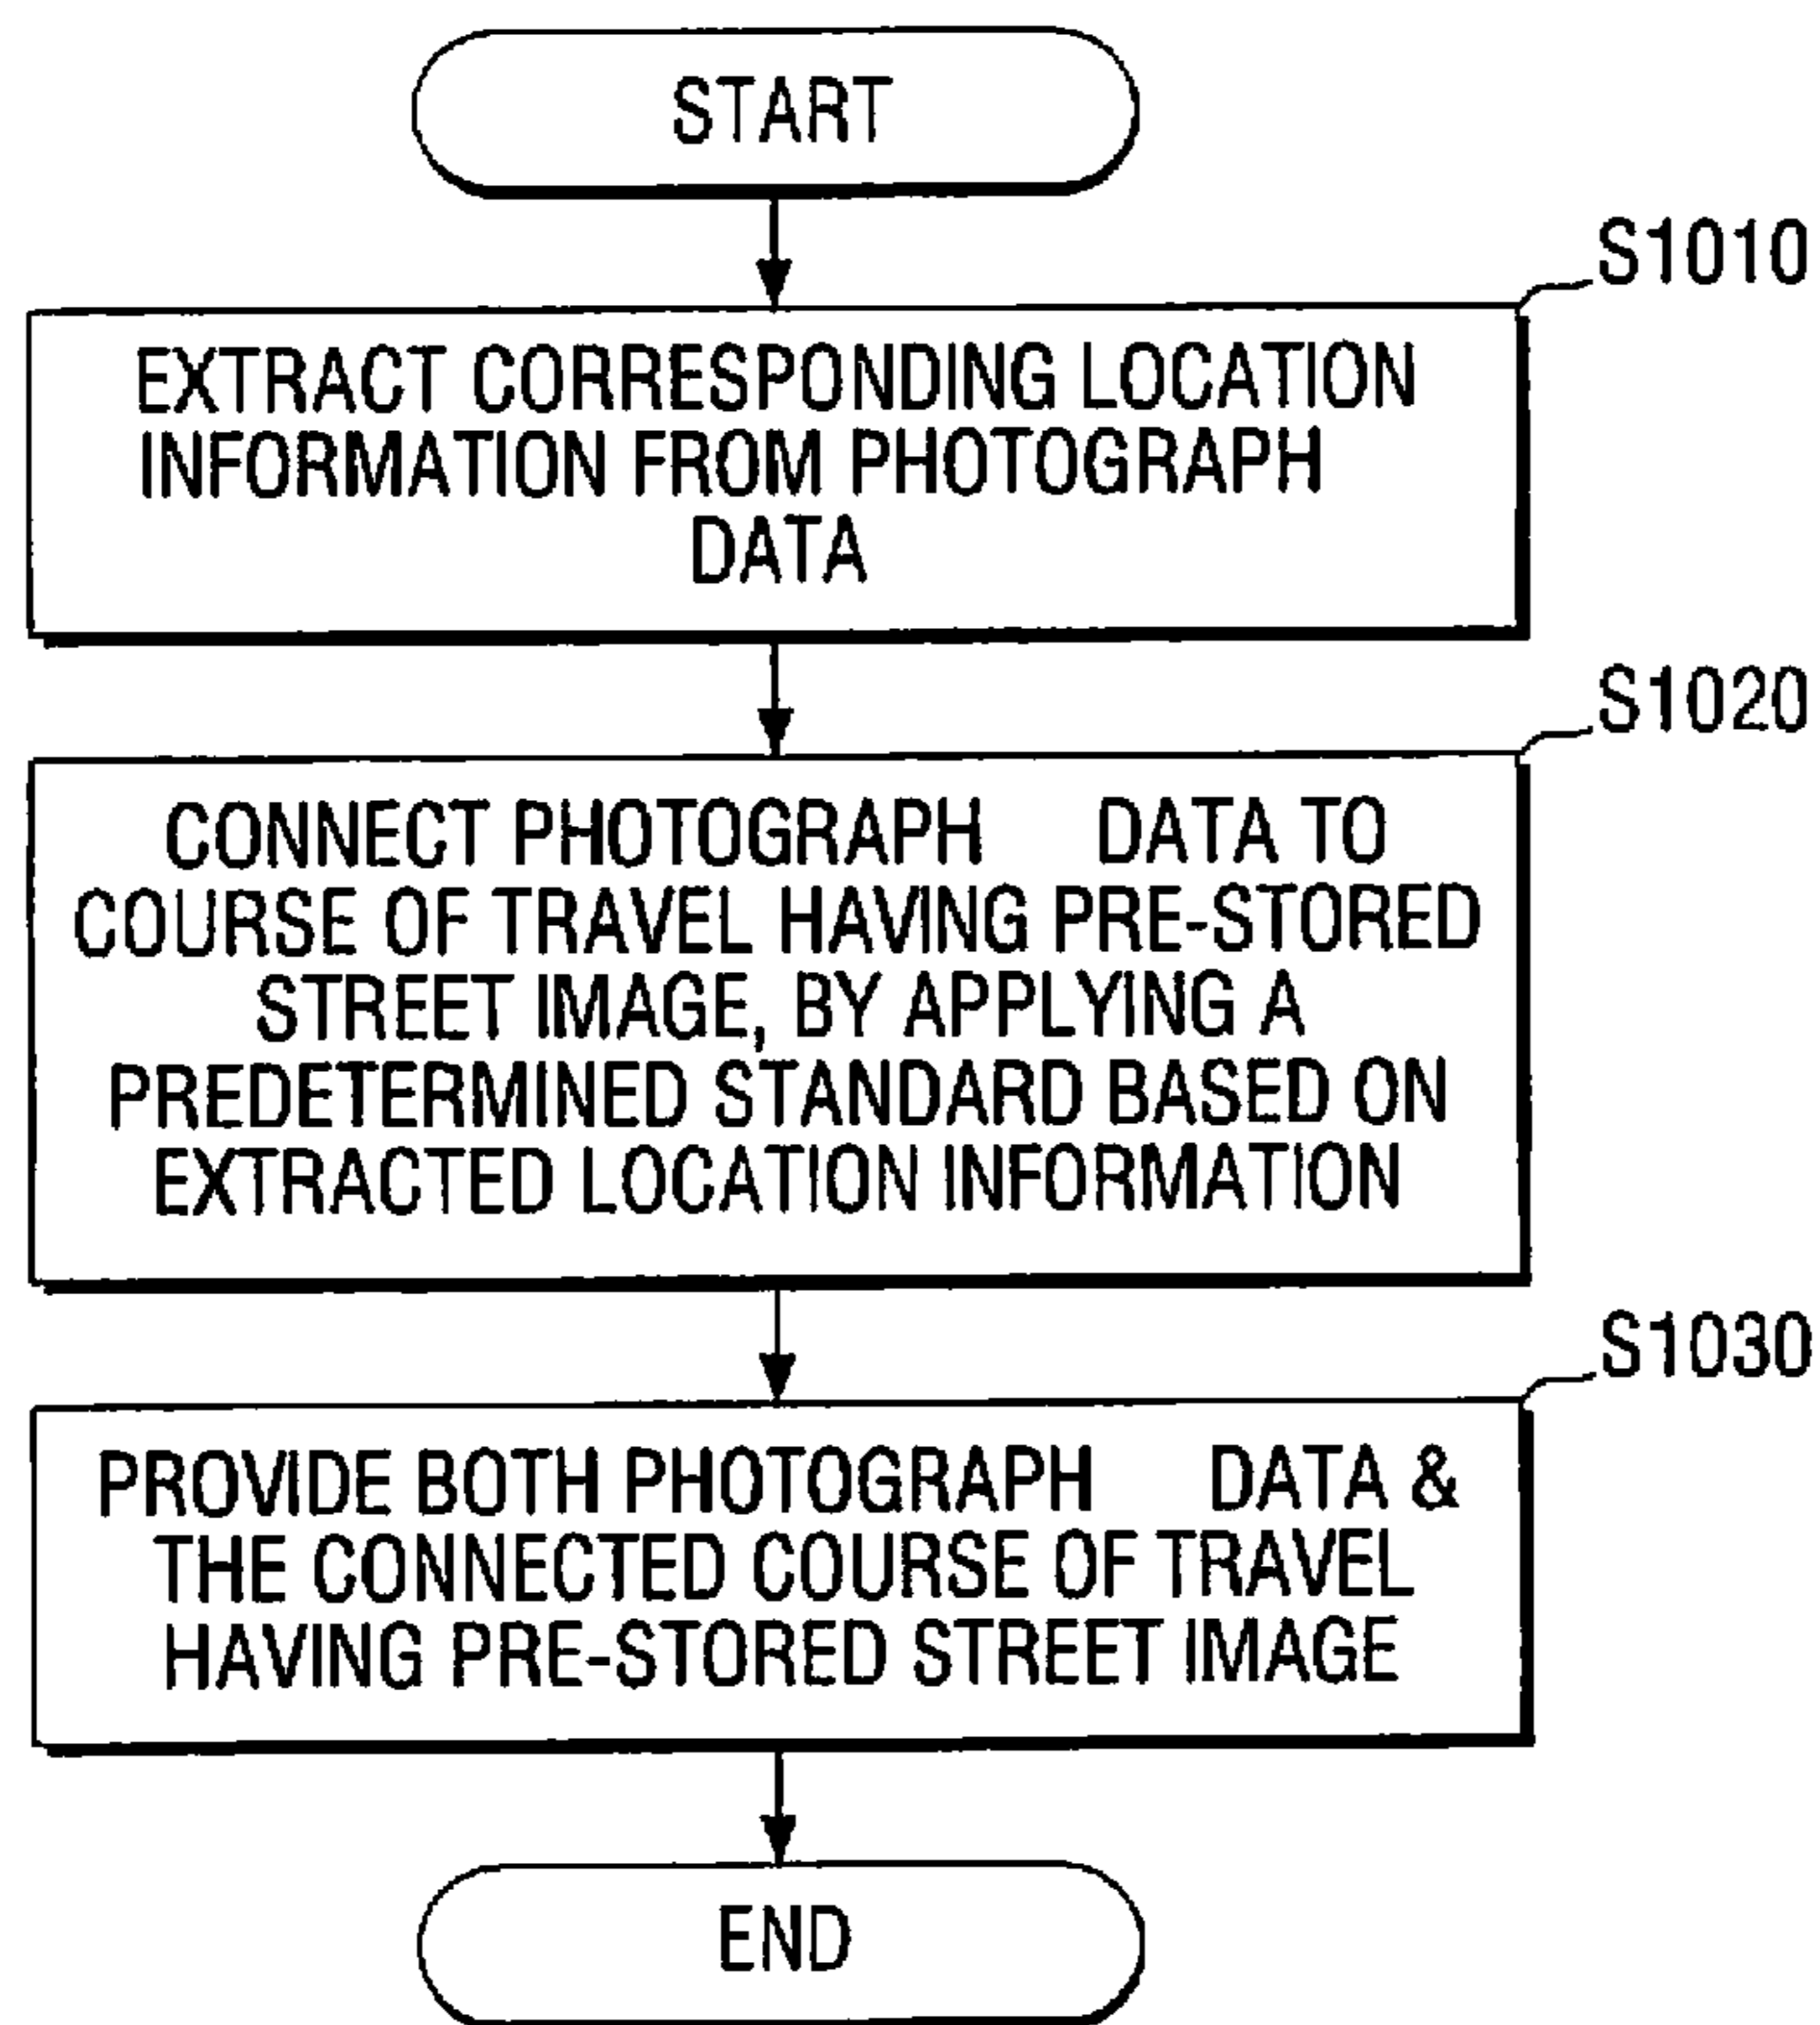 START
S1010
EXTRACT CORRESPONDING LOCATION
INFORMATION FROM PHOTOGRAPH
DATA
S1020
CONNECT PHOTOGRAPH DATA TO
COURSE OF TRAVEL HAVING PRE-STORED
STREET IMAGE, BY APPLYING A
PREDETERMINED STANDARD BASED ON
EXTRACTED LOCATION INFORMATION
S1030
PROVIDE BOTH PHOTOGRAPH DATA &
THE CONNECTED COURSE OF TRAVEL
HAVING PRE-STORED STREET IMAGE
END